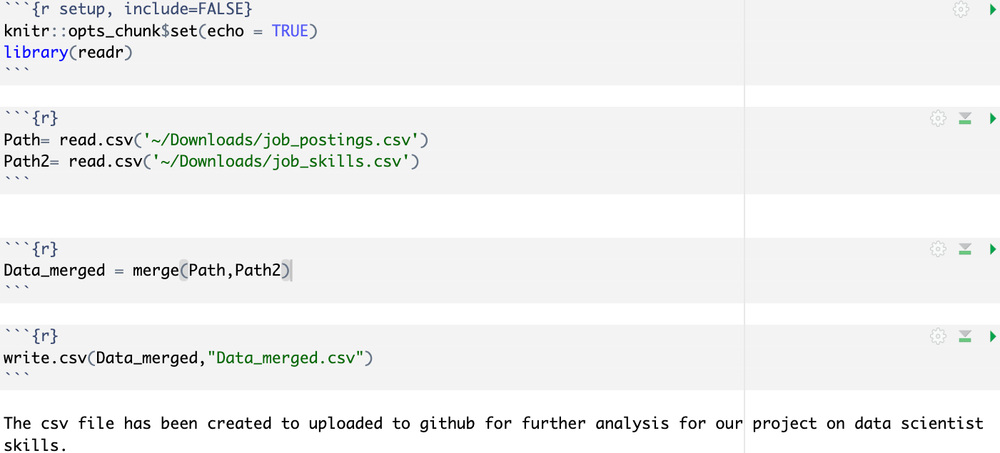 ```{r setup, include=FALSE}
knitr::opts_chunk$set(echo = TRUE)
library(readr)
```
```{r}
Path= read.csv('~/Downloads/job_postings.csv')
Path2= read.csv('~/Downloads/job_skills.csv')
```
```{r}
Data_merged = merge(Path,Path2)
```
```{r}
write.csv(Data_merged,"Data_merged.csv")
```
The csv file has been created to uploaded to github for further analysis for our project on data scientist
skills.